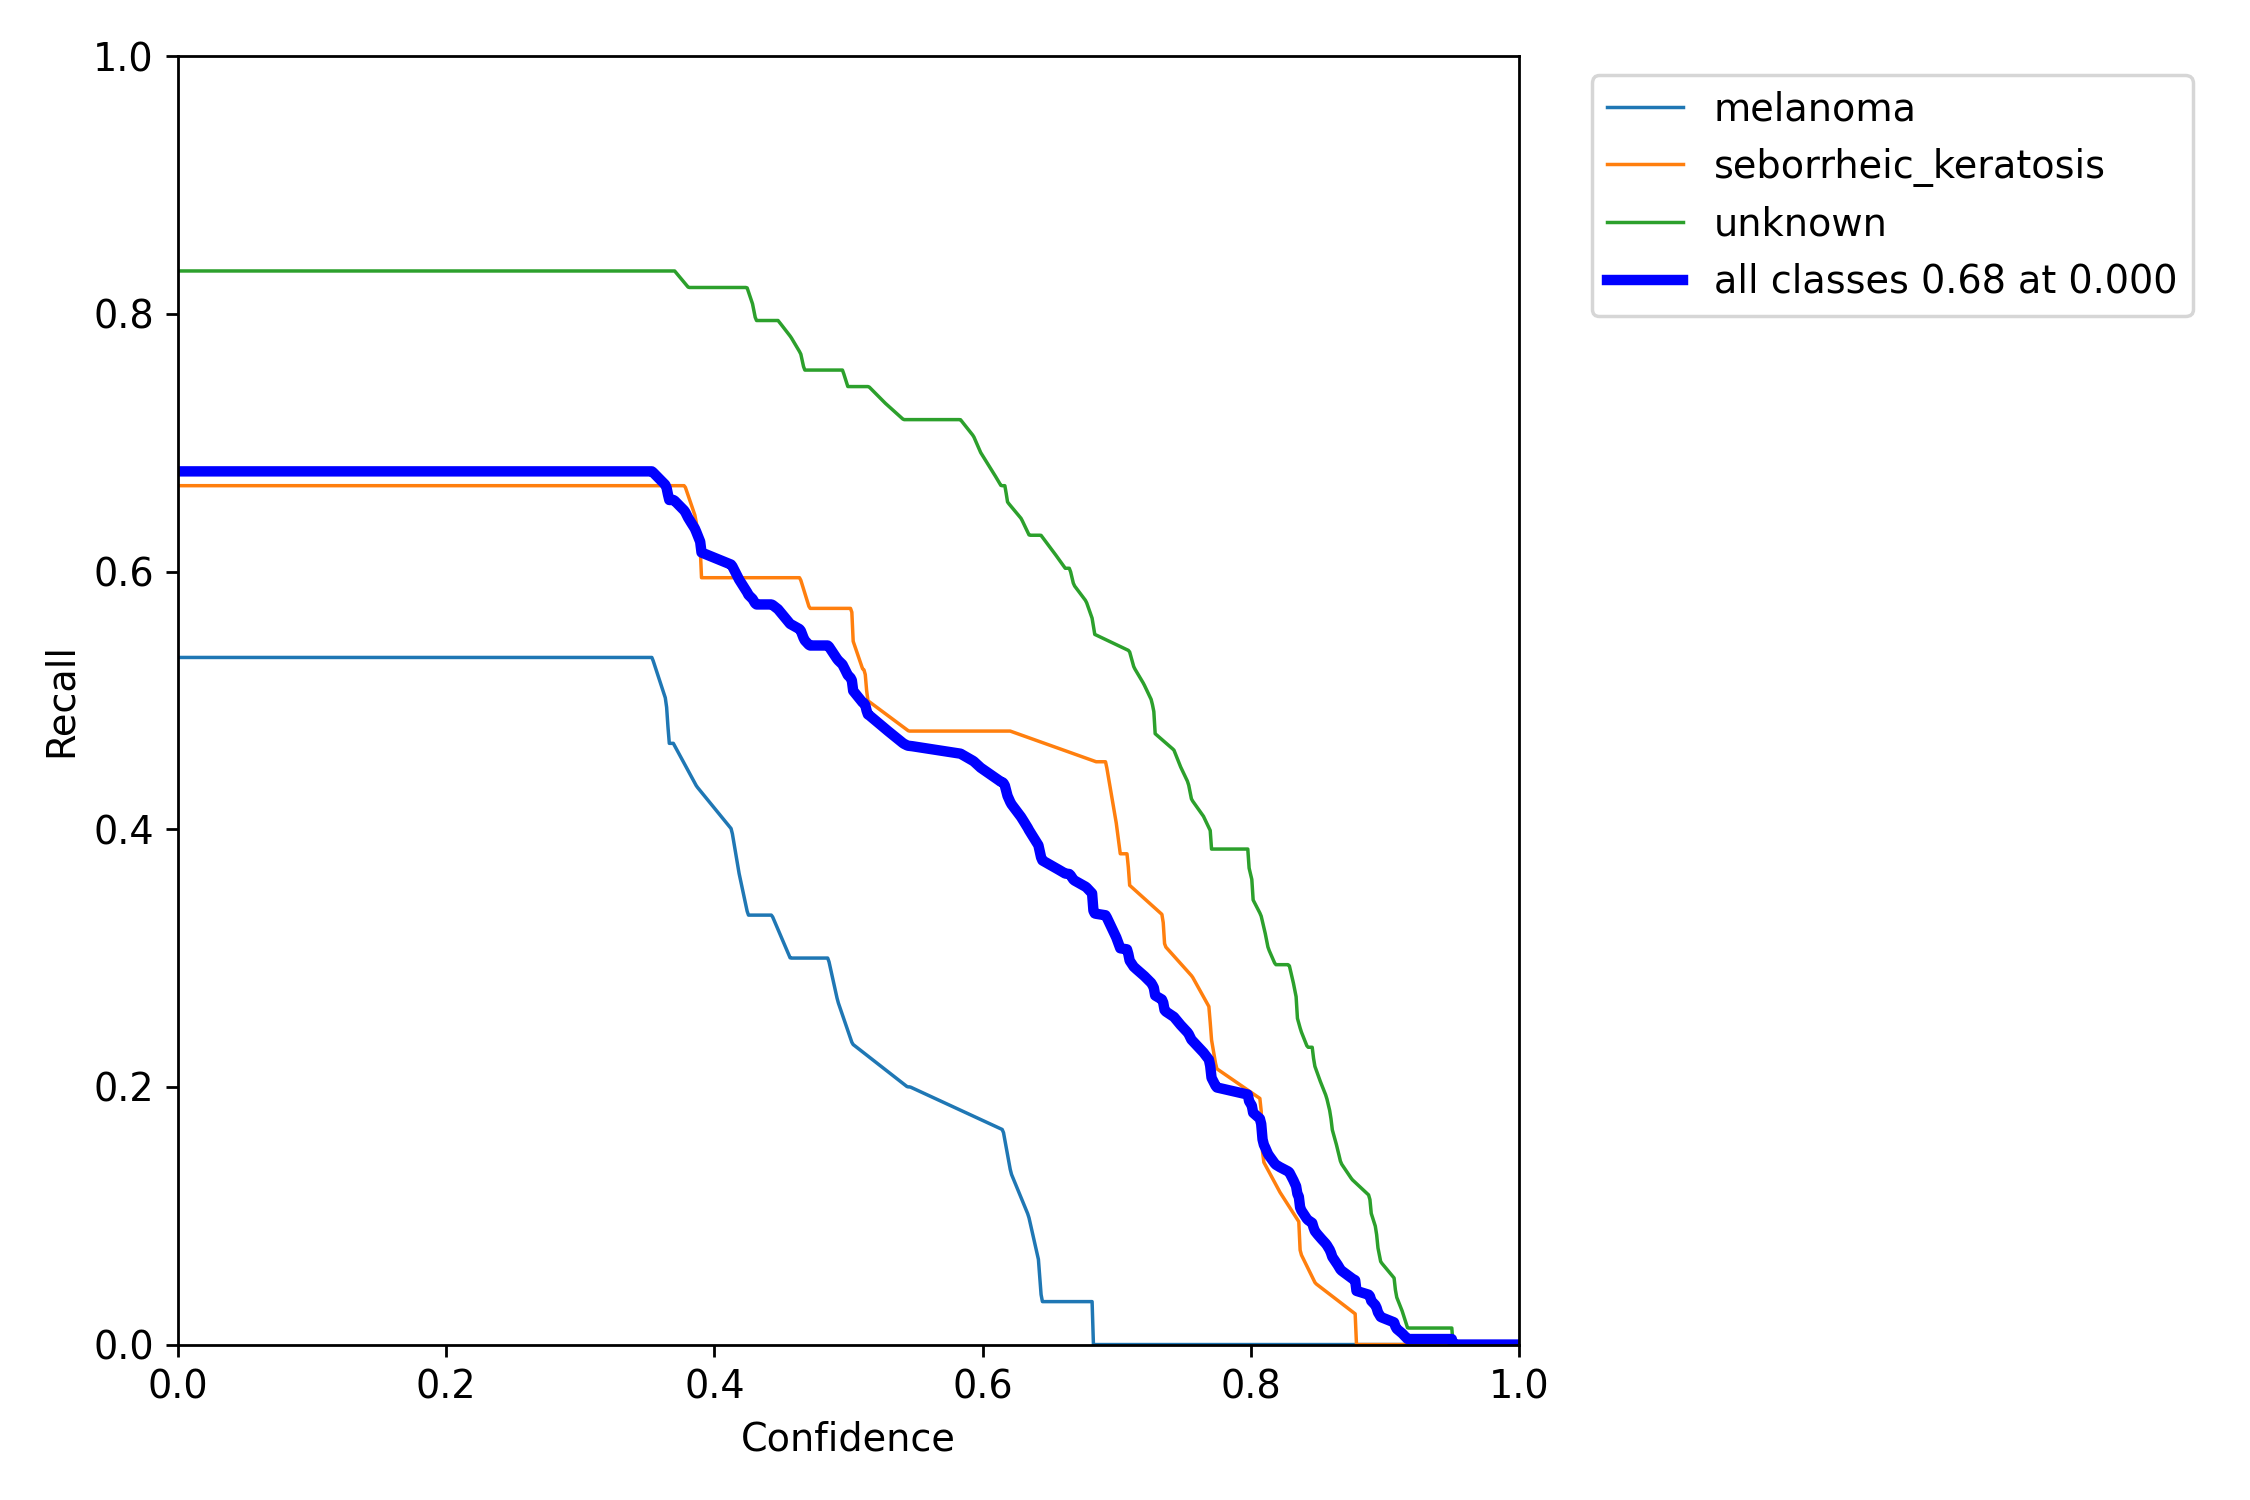 1.0
0.8
0.6
0.4
0.2
0.0
Recall
0.0 0.2 0.4 0.6 0.8 1.0
Confidence
melanoma
seborrheic_keratosis
unknown
all classes 0.68 at 0.000